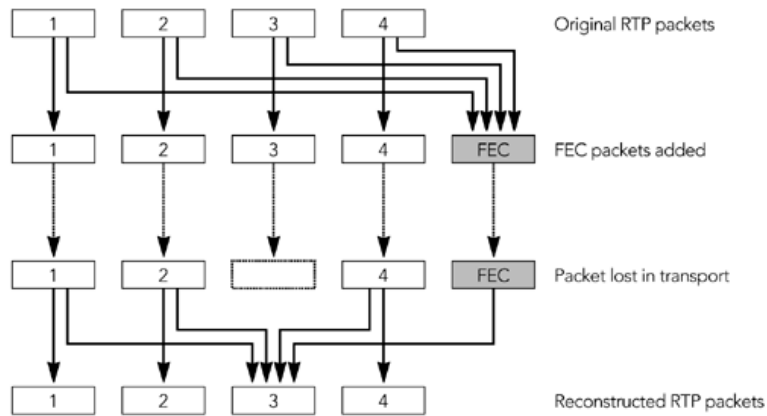 1 2 3 4 Original RTP packets
1 2 3 4 FEC FEC packets added
1 2 4 FEC Packet lost in transport
1 2 3 4 Reconstructed RTP packets